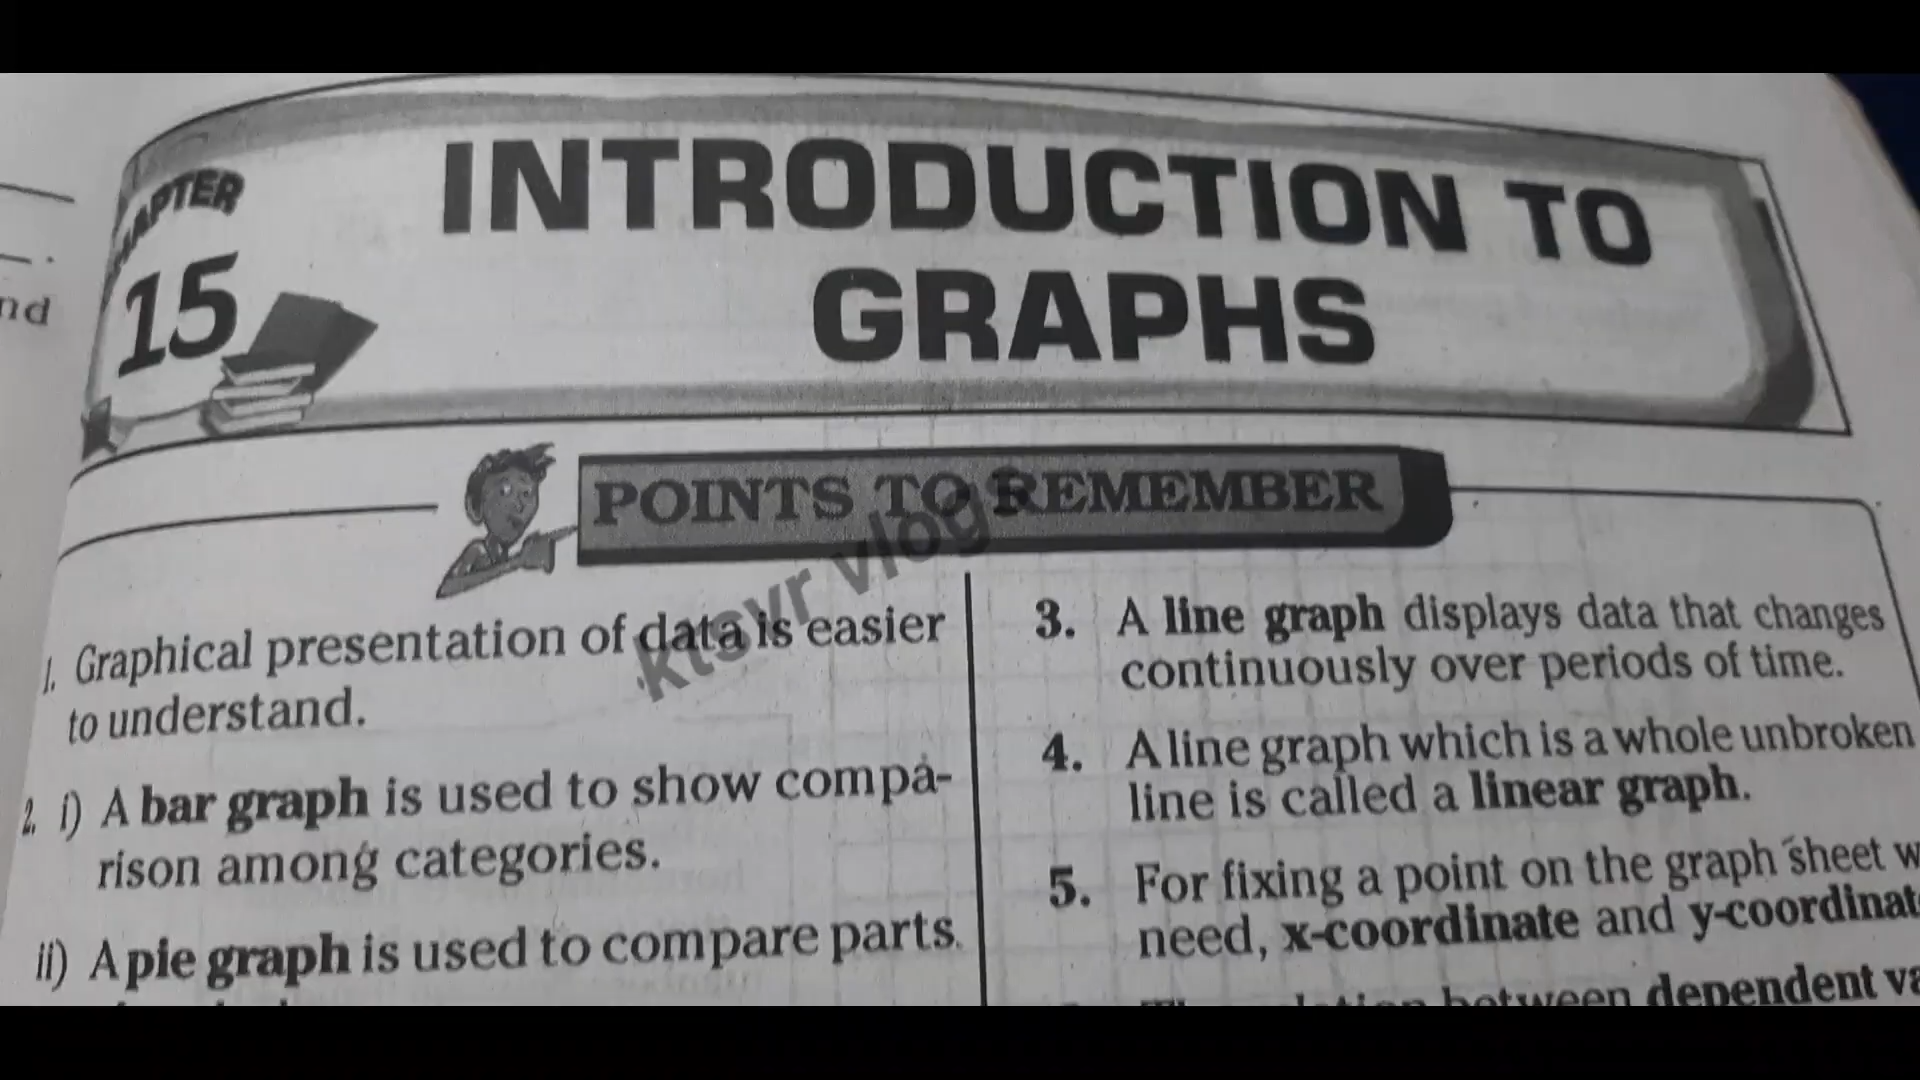 nd
CHAPTER
15
INTRODUCTION TO
GRAPHS
POINTS TO REMEMBER
ktsvr vlog
1. Graphical presentation of data is easier
to understand.
2. i) A bar graph is used to show compa-
rison among categories.
ii) A pie graph is used to compare parts
3. A line graph displays data that changes
continuously over periods of time.
4. A line graph which is a whole unbroken
line is called a linear graph.
5. For fixing a point on the graph sheet w
need, x-coordinate and y-coordinat
between dependent va